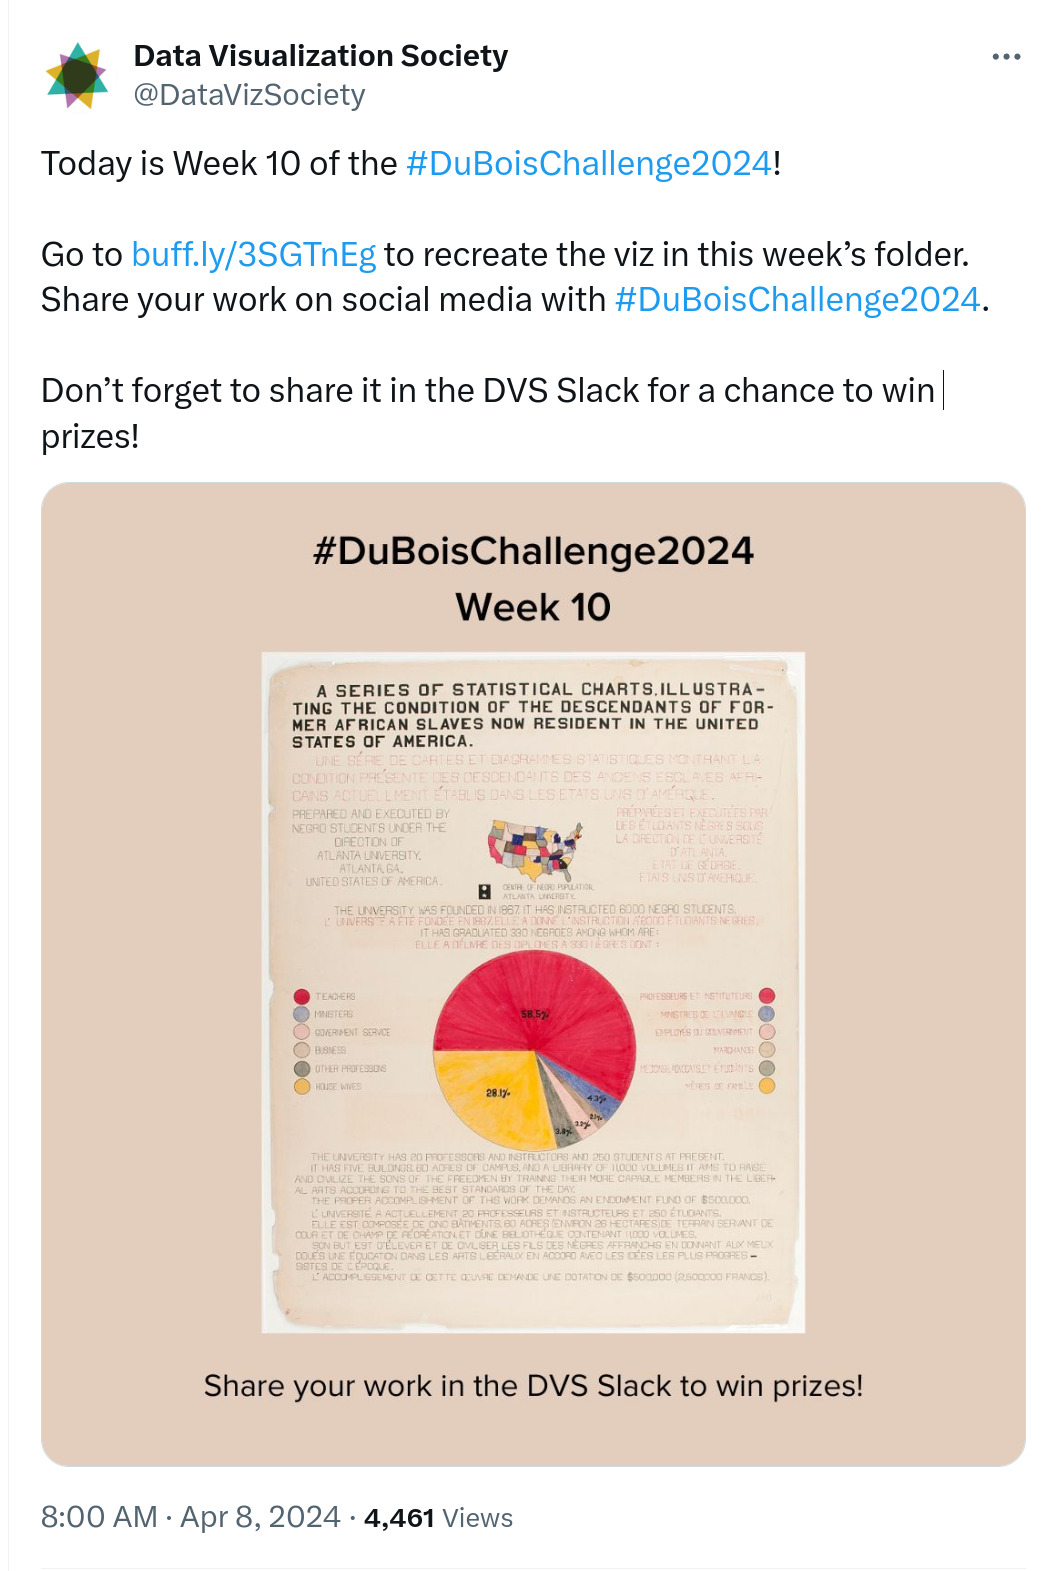 Data Visualization Society
@DataVizSociety
Today is Week 10 of the #DuBoisChallenge2024!
Go to buff.ly/3SGTnEg to recreate the viz in this week’s folder.
Share your work on social media with #DuBoisChallenge2024.
Don’t forget to share it in the DVS Slack for a chance to win
prizes!
#DuBoisChallenge2024
Week 10
A SERIES OF STATISTICAL CHARTS, ILLUSTRA-
TING THE CONDITION OF THE DESCENDANTS OF FOR-
MER AFRICAN SLAVES NOW RESIDENT IN THE UNITED
STATES OF AMERICA.
UNE SÉRIE DE CARTES ET DIAGRAMMES STATISTIQUES MONTRANT LA
CONDITION PRÉSENTE DES DESCENDANTS DES ANCIENS ESCLAVES AFRI-
CAINS ACTUELLMENT ÉTABLIS DANS LES ETATS UNIS D'AMÉRIQUE.
PREPARED AND EXECUTED BY
NEGRO STUDENTS UNDER THE
DIRECTION OF
ATLANTA UNIVERSITY.
ATLANTA, GA.
UNITED STATES OF AMERICA.
PRÉPARÉES ET EXÉCUTÉES PAR
DES ÉTUDIANTS NÈGRES SOUS
LA DIRECTION DE L'UNIVERSITÉ
D'ATLANTA.
ETAT DE GÉORGIE.
ETATS UNIS D'AMÉRIQUE.
CENTRE OF NEGRO POPULATION.
ATLANTA UNIVERSITY.
THE UNIVERSITY WAS FOUNDED IN 1867. IT HAS INSTRUCTED 6000 NEGRO STUDENTS.
L'UNIVERSITÉ A ÉTÉ FONDÉE EN 1867. ELLE A DONNÉ L'INSTRUCTION A 6000 ÉTUDIANTS NÈGRES.
IT HAS GRADUATED 330 NEGROES AMONG WHOM ARE:
ELLE A DÉLIVRÉ DES DIPLOMES A 330 NÈGRES DONT :
TEACHERS
MINISTERS
GOVERNMENT SERVICE
BUSINESS
OTHER PROFESSIONS
HOUSE WIVES
58.5%
28.1%
4.3%
2.1%
3.2%
3.8%
PROFESSEURS ET INSTITUTEURS
MINISTRES DE L'EVANGILE
EMPLOYÉS DU GOUVERNMENT
MARCHANDS
MEDCINS, ADVOCATS, ET ÉTUDIANTS
MÈRES DE FAMILLE
THE UNIVERSITY HAS 20 PROFESSORS AND INSTRUCTORS AND 250 STUDENTS AT PRESENT.
IT HAS FIVE BUILDINGS, 60 ACRES OF CAMPUS, AND A LIBRARY OF 11,000 VOLUMES. IT AIMS TO RAISE
AND CIVILIZE THE SONS OF THE FREEDMEN BY TRAINING THEIR MORE CAPABLE MEMBERS IN THE LIBER-
AL ARTS ACCORDING TO THE BEST STANDARDS OF THE DAY.
THE PROPER ACCOMPLISHMENT OF THIS WORK DEMANDS AN ENDOWMENT FUND OF $500,000.
L'UNIVERSITÉ A ACTUELLEMENT 20 PROFESSEURS ET INSTRUCTEURS ET 250 ÉTUDIANTS.
ELLE EST COMPOSÉE DE CINQ BÂTIMENTS, 60 ACRES (ENVIRON 26 HECTARES) DE TERRAIN SERVANT DE
COUR ET DE CHAMP DE RÉCRÉATION, ET D'UNE BIBLIOTHÉQUE CONTENANT 11,000 VOLUMES.
SON BUT EST D'ÉLEVER ET DE CIVILISER LES FILS DES NÈGRES AFFRANCHIS EN DONNANT AUX MIEUX
DOUÉS UNE ÉDUCATION DANS LES ARTS LIBÉRAUX EN ACCORD AVEC LES IDÉES LES PLUS PROGRES-
SISTES DE L'ÉPOQUE.
L'ACCOMPLISSEMENT DE CETTE ŒUVRE DEMANDE UNE DOTATION DE $500,000 (2,500,000 FRANCS).
Share your work in the DVS Slack to win prizes!
8:00 AM · Apr 8, 2024 · 4,461 Views